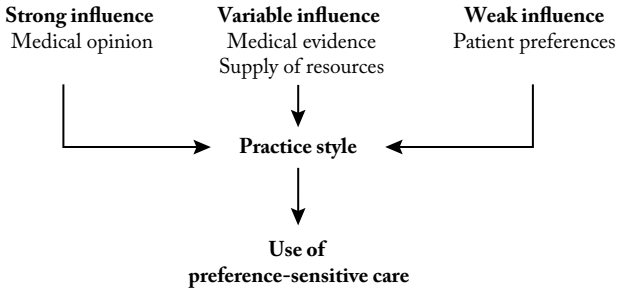 Strong influence
Medical opinion
Variable influence
Medical evidence
Supply of resources
Weak influence
Patient preferences
Practice style
Use of
preference-sensitive care